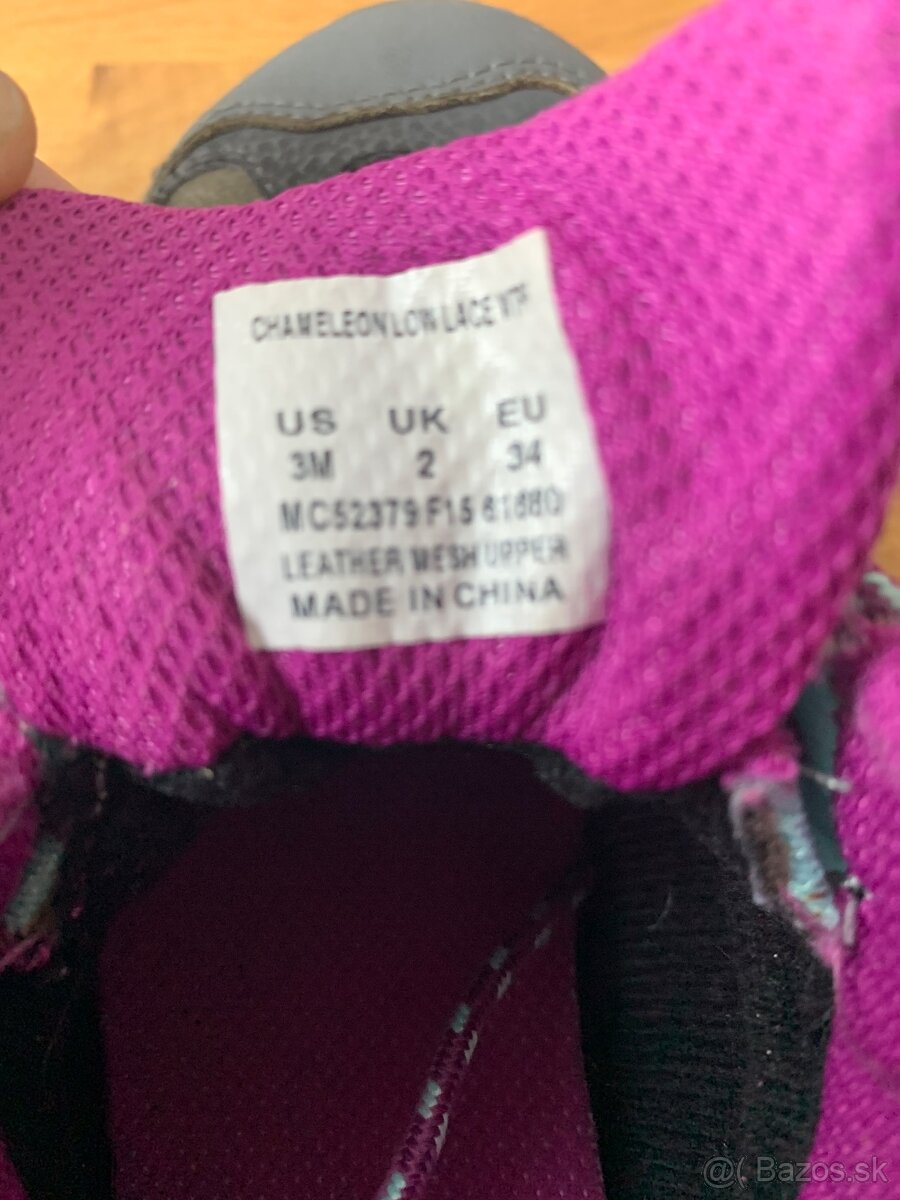 CHAMELEON LOW LACE WTP
US UK EU
3M 2 34
MC52379 F15
LEATHER MESH UPPER
MADE IN CHINA
@( Bazos.sk